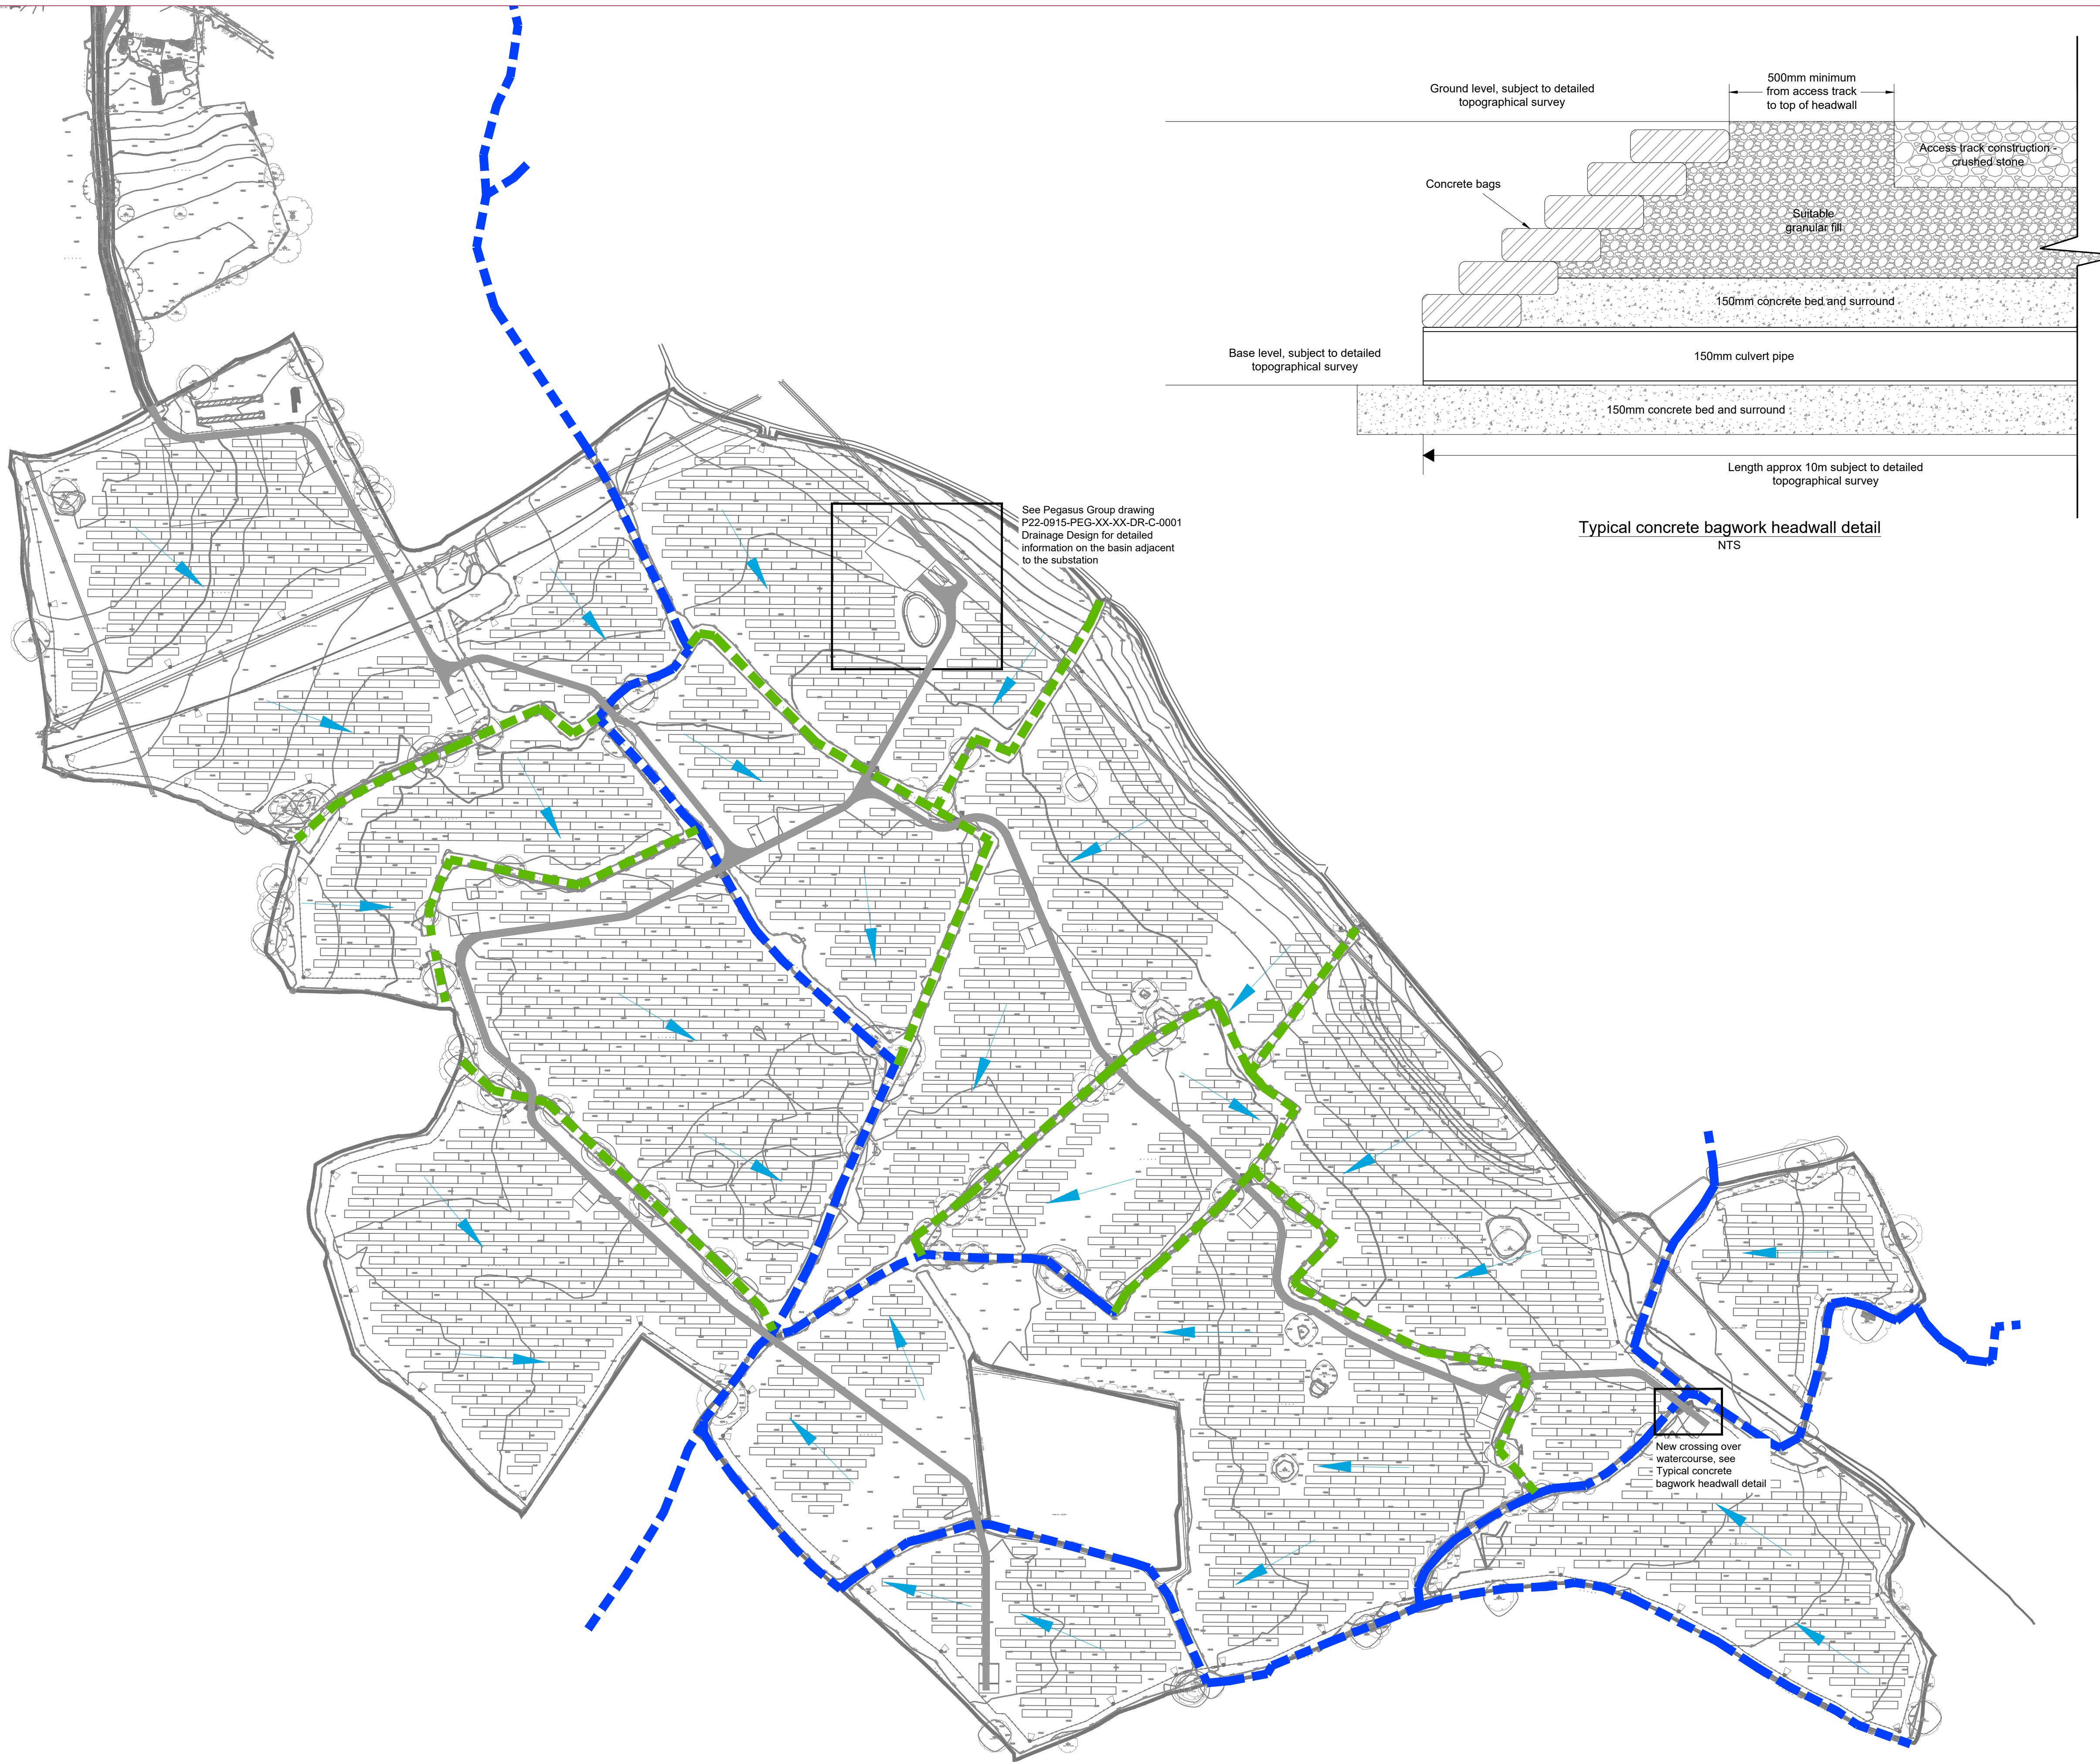 Ground level, subject to detailed
topographical survey
500mm minimum
from access track
to top of headwall
Access track construction -
crushed stone
Concrete bags
Suitable
granular fill
150mm concrete bed and surround
Base level, subject to detailed
topographical survey
150mm culvert pipe
150mm concrete bed and surround
Length approx 10m subject to detailed
topographical survey
Typical concrete bagwork headwall detail
NTS
See Pegasus Group drawing
P22-0915-PEG-XX-XX-DR-C-0001
Drainage Design for detailed
information on the basin adjacent
to the substation
New crossing over
watercourse, see
Typical concrete
bagwork headwall detail